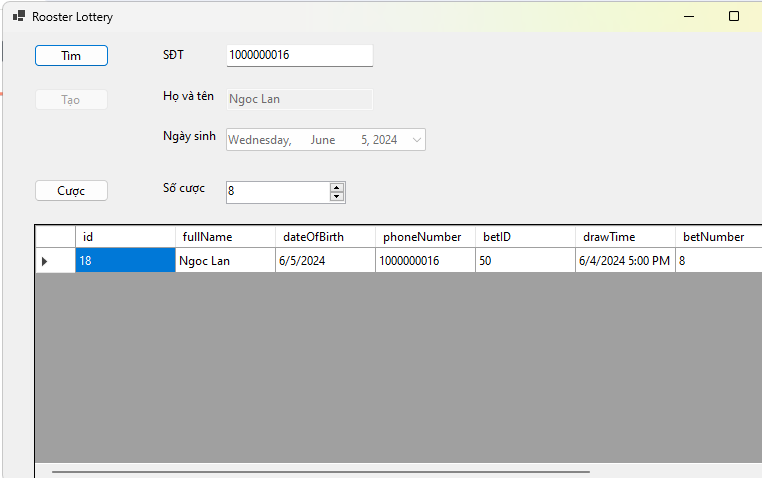 Rooster Lottery
Tìm SĐT 1000000016
Tạo Họ và tên Ngoc Lan
Ngày sinh Wednesday, June 5, 2024
Cược Số cược 8
id fullName dateOfBirth phoneNumber betID drawTime betNumber
18 Ngoc Lan 6/5/2024 1000000016 50 6/4/2024 5:00 PM 8